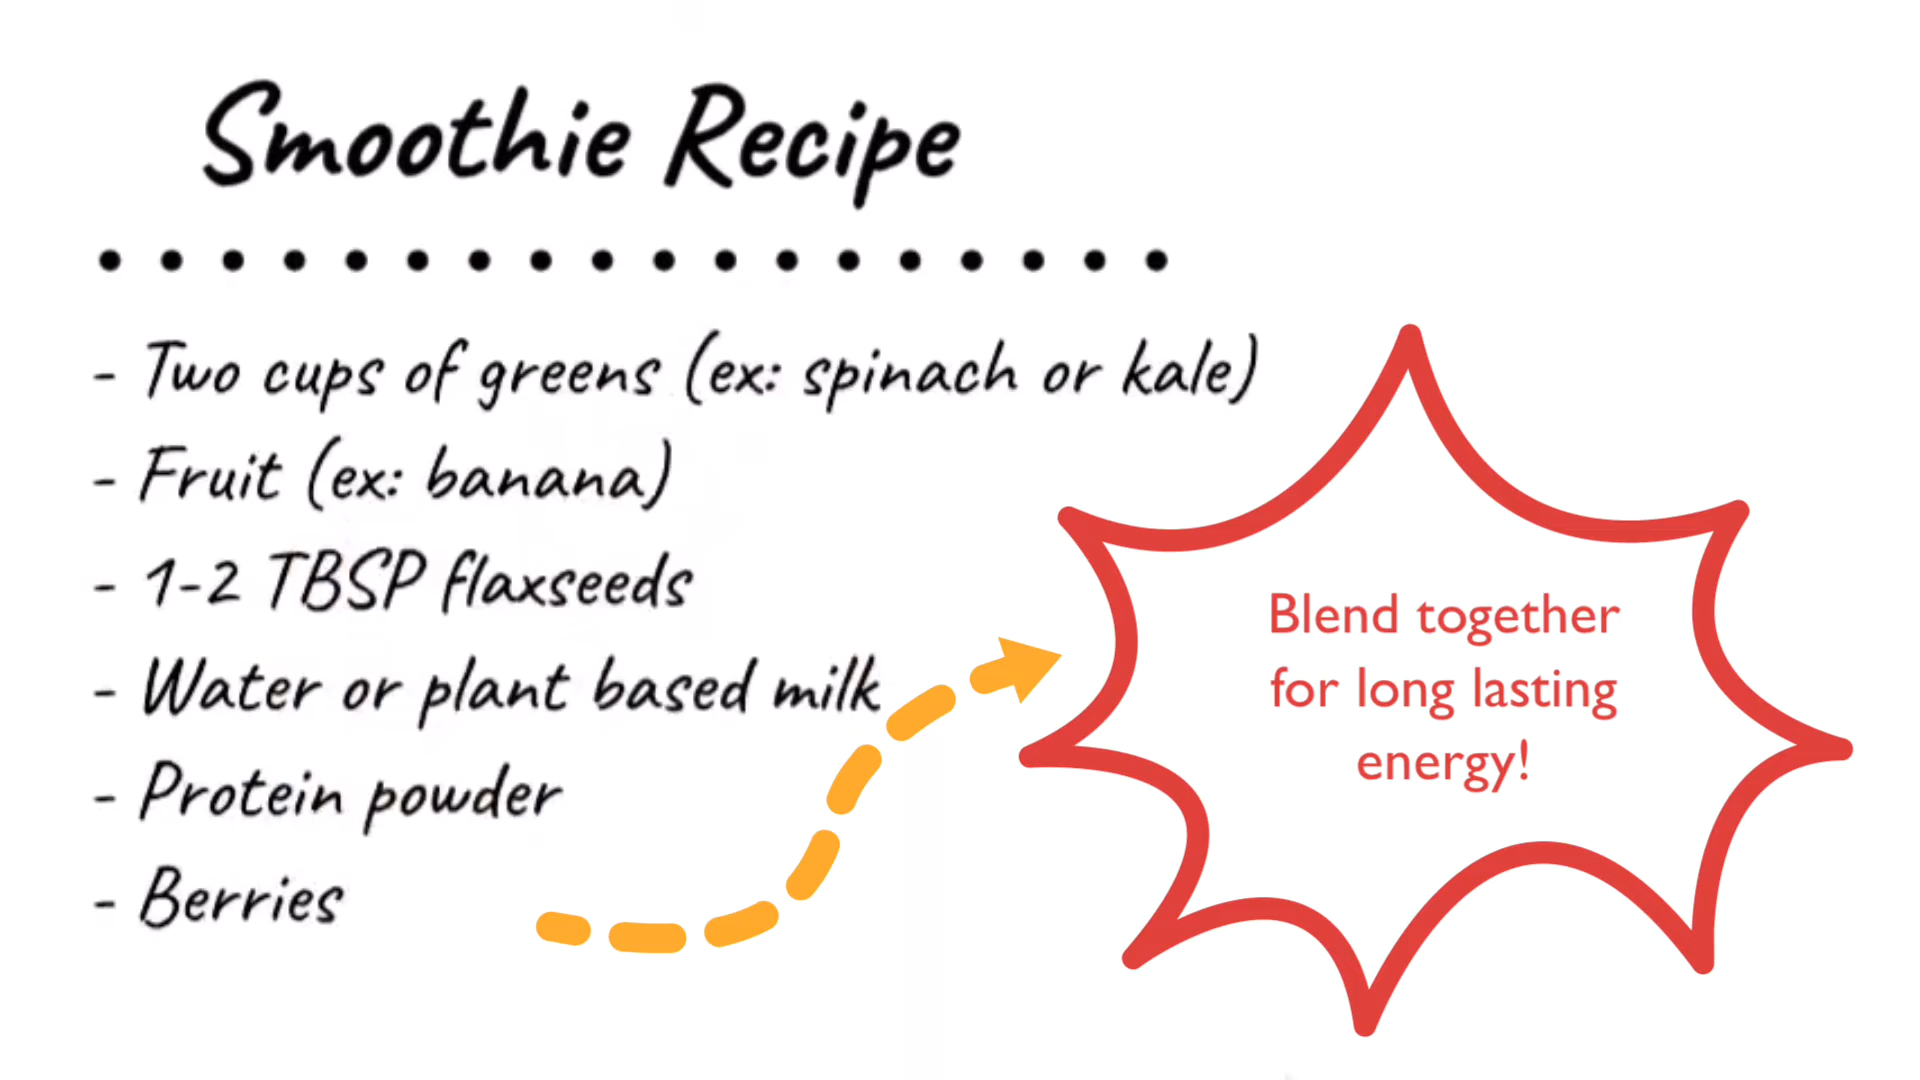 Smoothie Recipe
- Two cups of greens (ex: spinach or kale)
- Fruit (ex: banana)
- 1-2 TBSP flaxseeds
- Water or plant based milk
- Protein powder
- Berries
Blend together
for long lasting
energy!